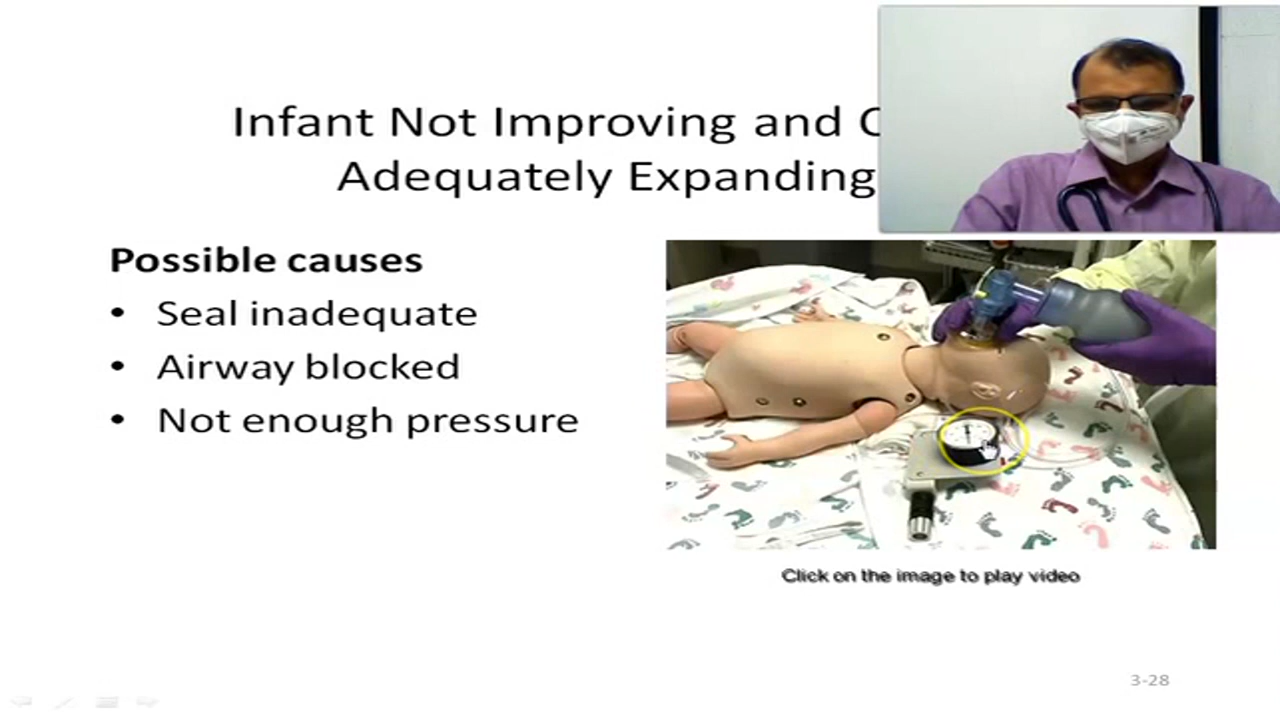 Infant Not Improving and
Adequately Expanding
Possible causes
• Seal inadequate
• Airway blocked
• Not enough pressure
Click on the image to play video
3-28